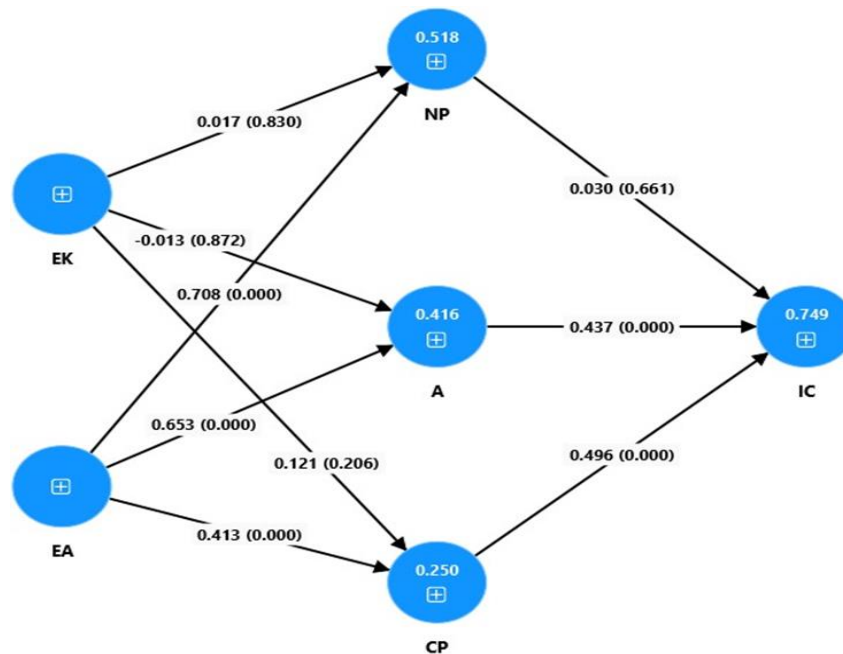 0.518
NP
0.017 (0.830)
0.030 (0.661)
EK
-0.013 (0.872)
0.708 (0.000)
0.416
A
0.437 (0.000)
0.749
IC
0.653 (0.000)
0.121 (0.206)
0.496 (0.000)
EA
0.413 (0.000)
0.250
CP